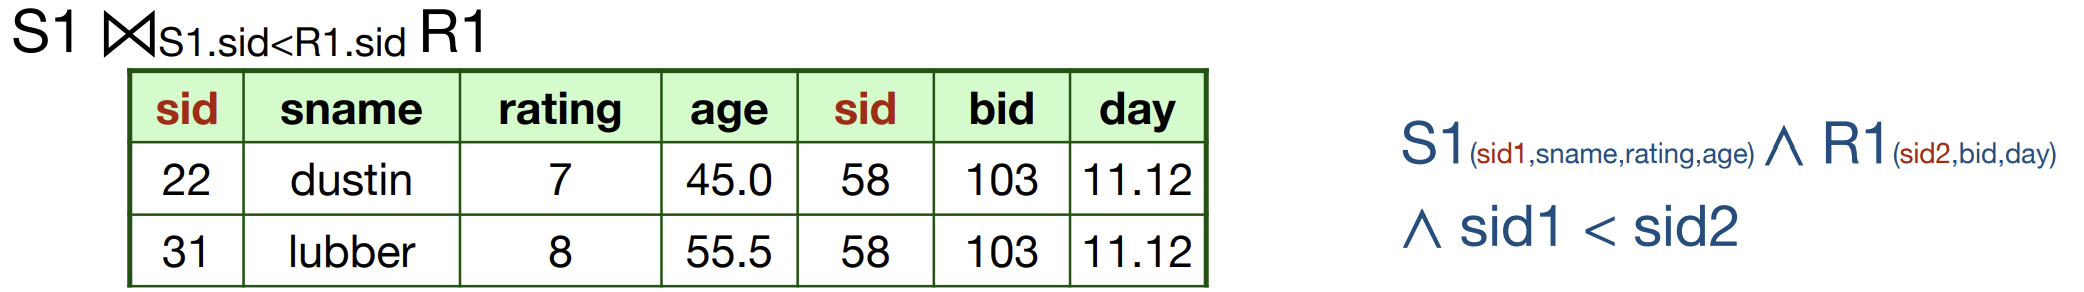 S1 ⋈S1.sid<R1.sid R1
sid sname rating age sid bid day
22 dustin 7 45.0 58 103 11.12
31 lubber 8 55.5 58 103 11.12
S1(sid1,sname,rating,age) ∧ R1(sid2,bid,day)
∧ sid1 < sid2